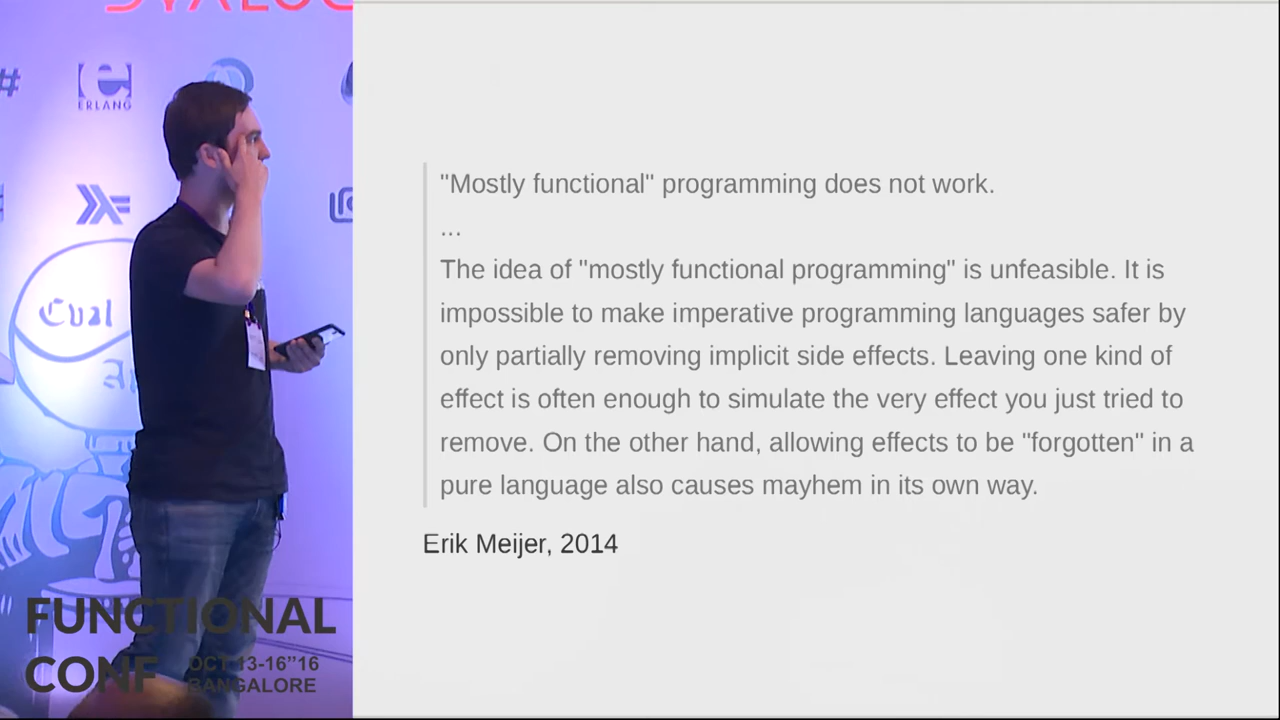 ERLANG
"Mostly functional" programming does not work.
...
The idea of "mostly functional programming" is unfeasible. It is
impossible to make imperative programming languages safer by
only partially removing implicit side effects. Leaving one kind of
effect is often enough to simulate the very effect you just tried to
remove. On the other hand, allowing effects to be "forgotten" in a
pure language also causes mayhem in its own way.
Erik Meijer, 2014
FUNCTIONAL
CONF
OCT 13-16"16
BANGALORE